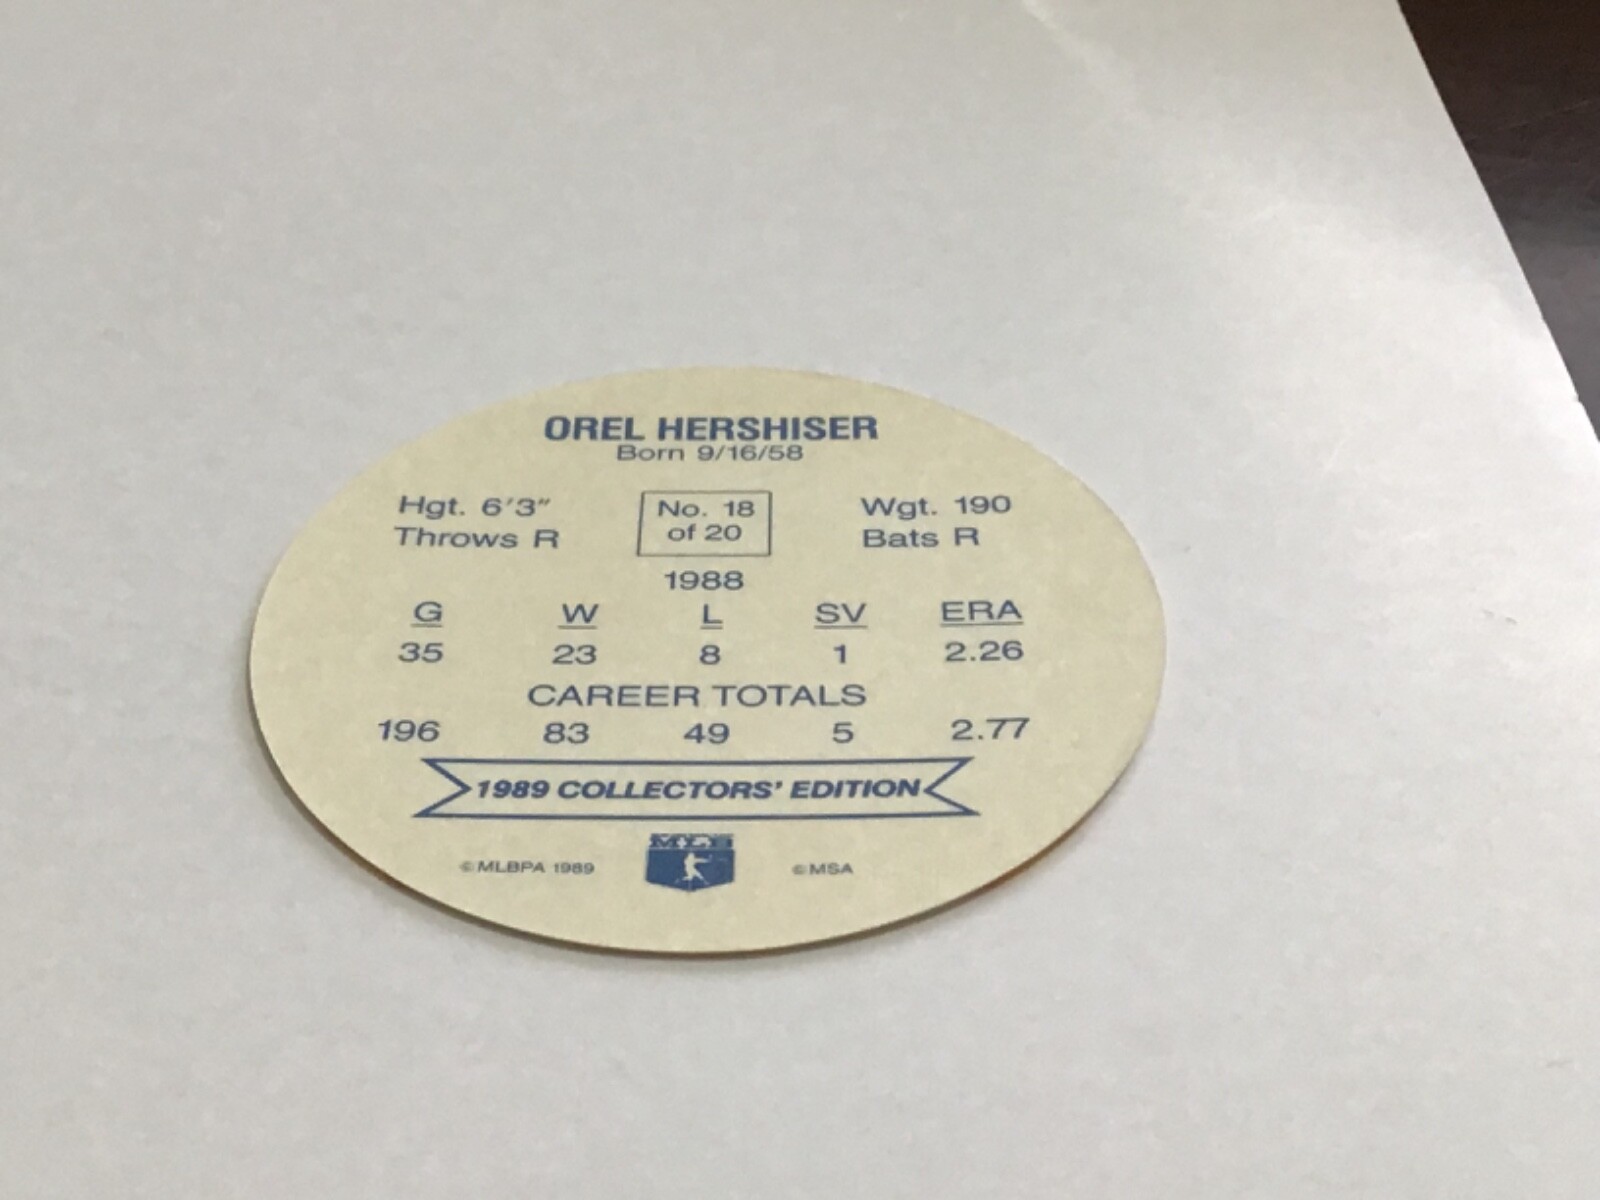 OREL HERSHISER
Born 9/16/58
Hgt. 6'3" No. 18 Wgt. 190
Throws R of 20 Bats R
1988
G W L SV ERA
35 23 8 1 2.26
CAREER TOTALS
196 83 49 5 2.77
1989 COLLECTORS' EDITION
MLB
©MLBPA 1989 ©MSA